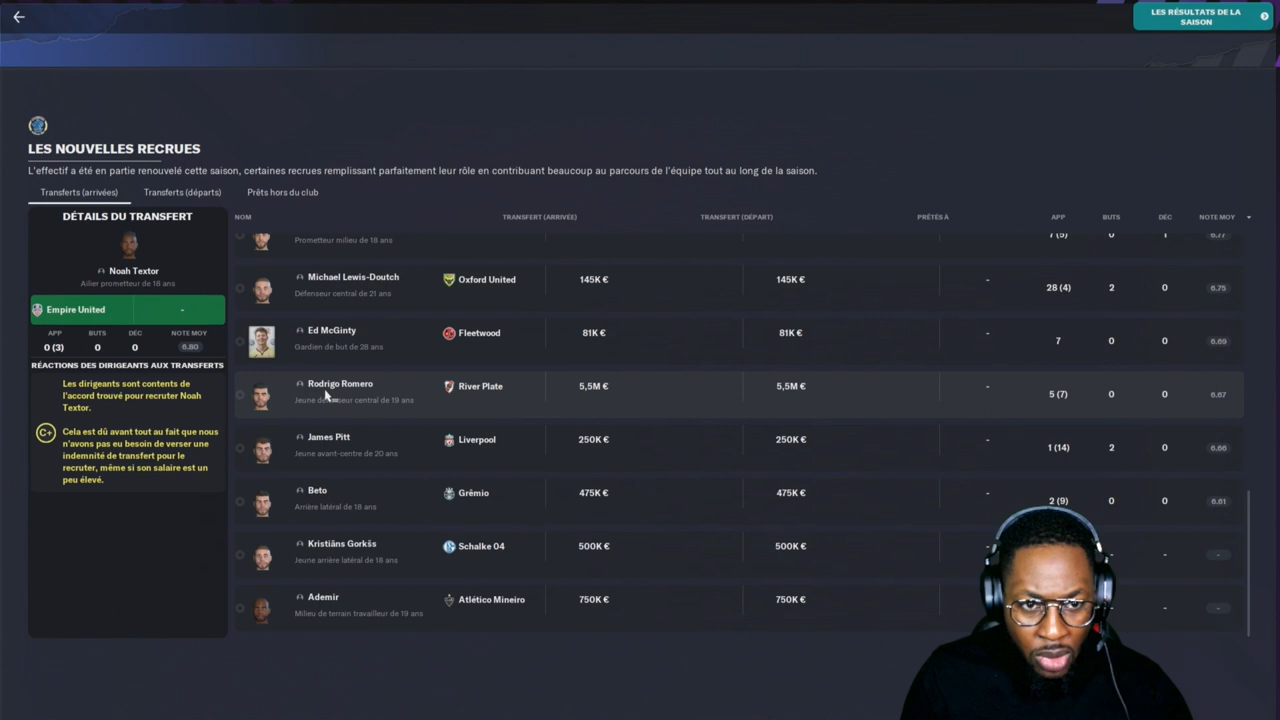 LES RÉSULTATS DE LA
SAISON
LES NOUVELLES RECRUES
L'effectif a été en partie renouvelé cette saison, certaines recrues remplissant parfaitement leur rôle en contribuant beaucoup au parcours de l'équipe tout au long de la saison.
Transferts (arrivées) Transferts (départs) Prêts hors du club
DÉTAILS DU TRANSFERT
Noah Textor
Ailier prometteur de 18 ans
Empire United -
APP BUTS DÉC NOTE MOY
0 (3) 0 0 6.80
RÉACTIONS DES DIRIGEANTS AUX TRANSFERTS
Les dirigeants sont contents de
l'accord trouvé pour recruter Noah
Textor.
C+ Cela est dû avant tout au fait que nous
n'avons pas eu besoin de verser une
indemnité de transfert pour le
recruter, même si son salaire est un
peu élevé.
NOM TRANSFERT (ARRIVÉE) TRANSFERT (DÉPART) PRÊTÉS À APP BUTS DÉC NOTE MOY
Prometteur milieu de 18 ans 7 (5) 0 1 6.77
Michael Lewis-Doutch Oxford United 145K € 145K € - 28 (4) 2 0 6.75
Défenseur central de 21 ans
Ed McGinty Fleetwood 81K € 81K € - 7 0 0 6.69
Gardien de but de 28 ans
Rodrigo Romero River Plate 5,5M € 5,5M € - 5 (7) 0 0 6.67
Jeune central de 19 ans
James Pitt Liverpool 250K € 250K € - 1 (14) 2 0 6.66
Jeune avant-centre de 20 ans
Beto Grêmio 475K € 475K € - 2 (9) 0 0 6.61
Arrière latéral de 18 ans
Kristiāns Gorkšs Schalke 04 500K € 500K € - - -
Jeune arrière latéral de 18 ans
Ademir Atlético Mineiro 750K € 750K € - - -
Milieu de terrain travailleur de 19 ans